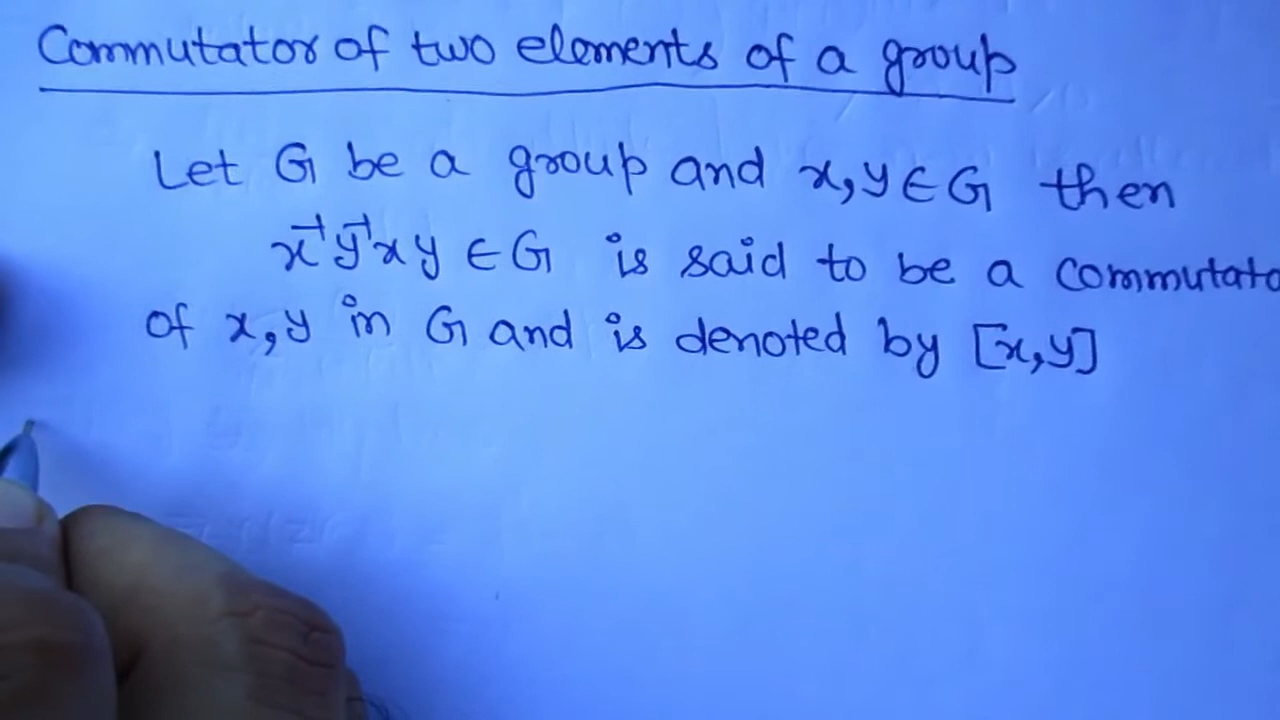 Commutator of two elements of a group
Let G be a group and x, y ∈ G then
x⁻¹y⁻¹xy ∈ G is said to be a commutato
of x, y in G and is denoted by [x, y]